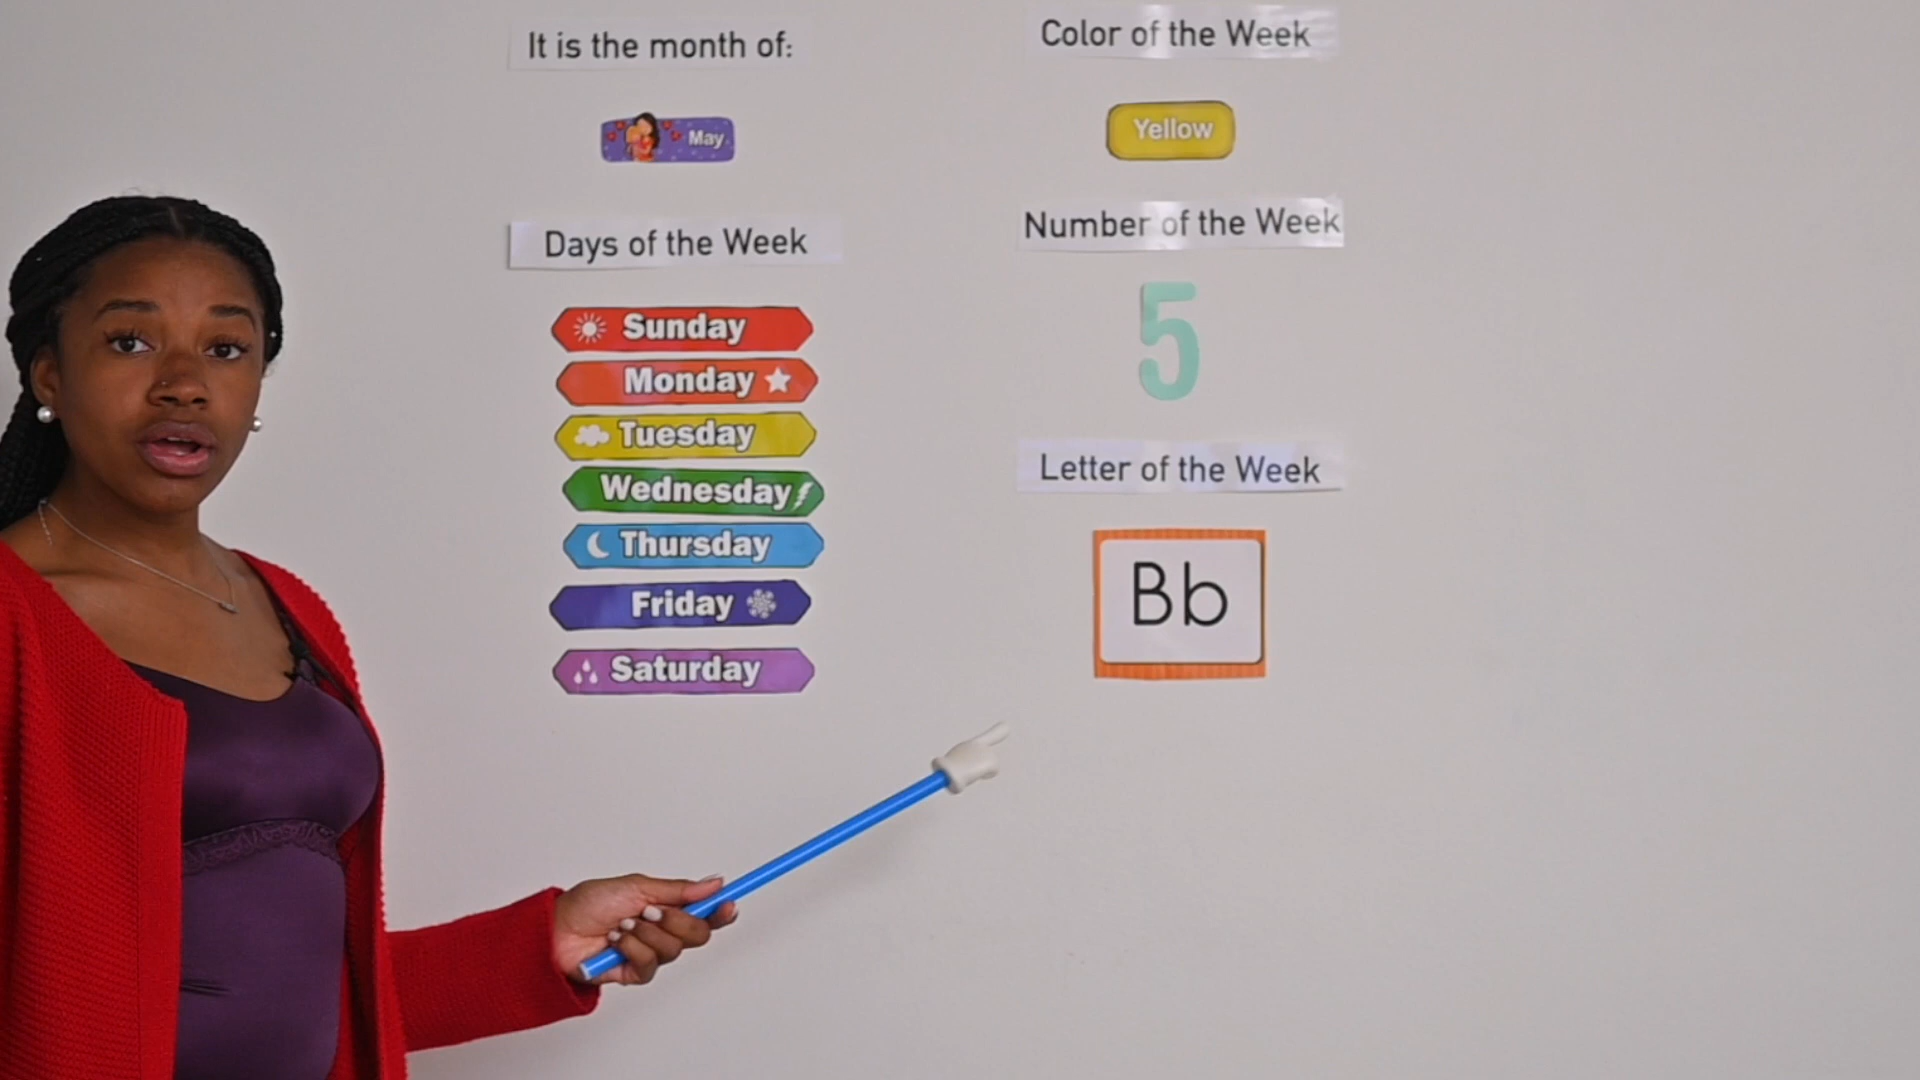 It is the month of:
May
Days of the Week
Sunday
Monday
Tuesday
Wednesday
Thursday
Friday
Saturday
Color of the Week
Yellow
Number of the Week
5
Letter of the Week
Bb